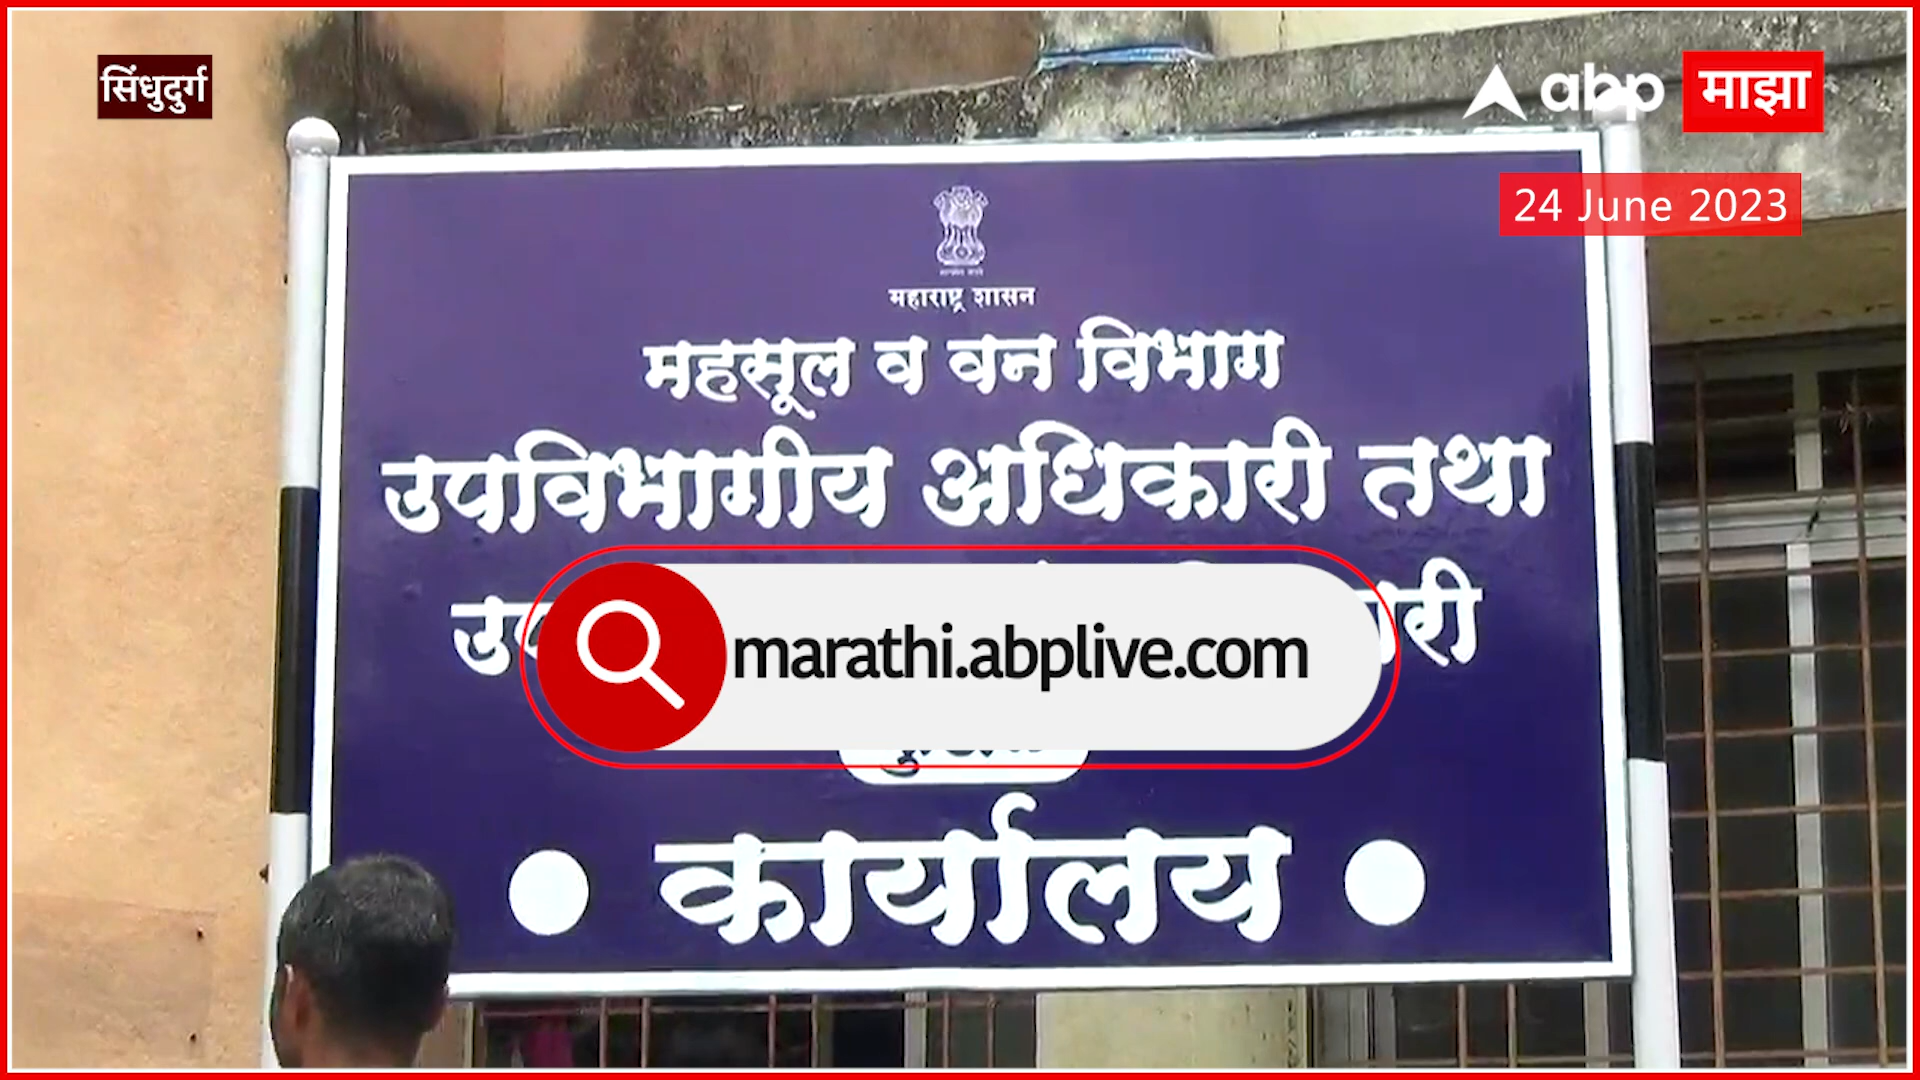 सिंधुदुर्ग
abp माझा
24 June 2023
महाराष्ट्र शासन
महसूल व वन विभाग
उपविभागीय अधिकारी तथा
marathi.abplive.com
कार्यालय